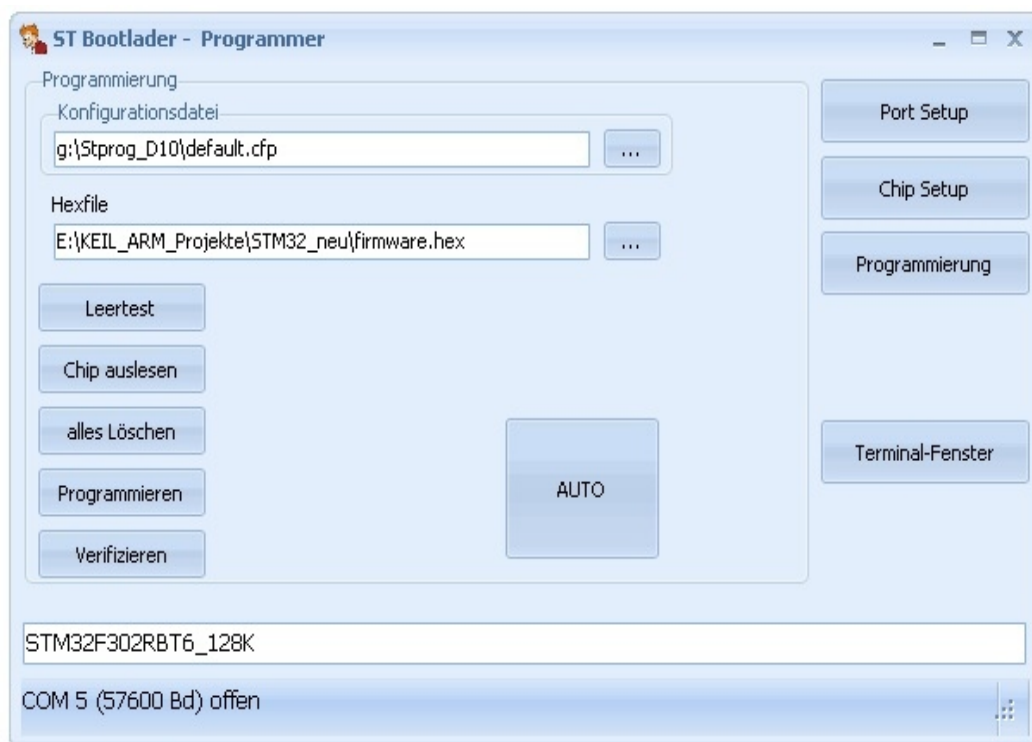 ST Bootlader - Programmer
Programmierung
Konfigurationsdatei
g:\Stprog_D10\default.cfp
...
Hexfile
E:\KEIL_ARM_Projekte\STM32_neu\firmware.hex
...
Leertest
Chip auslesen
alles Löschen
Programmieren
Verifizieren
AUTO
Port Setup
Chip Setup
Programmierung
Terminal-Fenster
STM32F302RBT6_128K
COM 5 (57600 Bd) offen